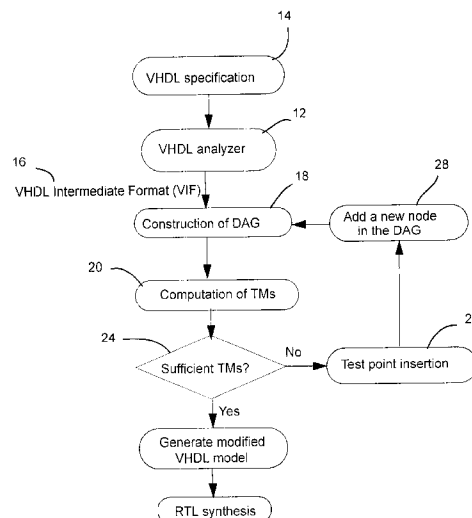 14
VHDL specification
12
VHDL analyzer
16
VHDL Intermediate Format (VIF)
18
Construction of DAG
28
Add a new node
in the DAG
20
Computation of TMs
24
Sufficient TMs?
No
Test point insertion
Yes
Generate modified
VHDL model
RTL synthesis